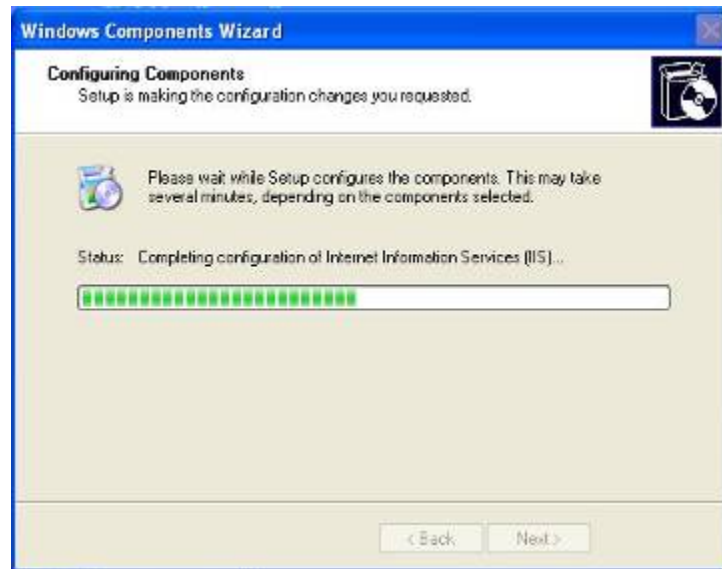 Windows Components Wizard
Configuring Components
Setup is making the configuration changes you requested.
Please wait while Setup configures the components. This may take
several minutes, depending on the components selected.
Status: Completing configuration of Internet Information Services (IIS)...
< Back Next >